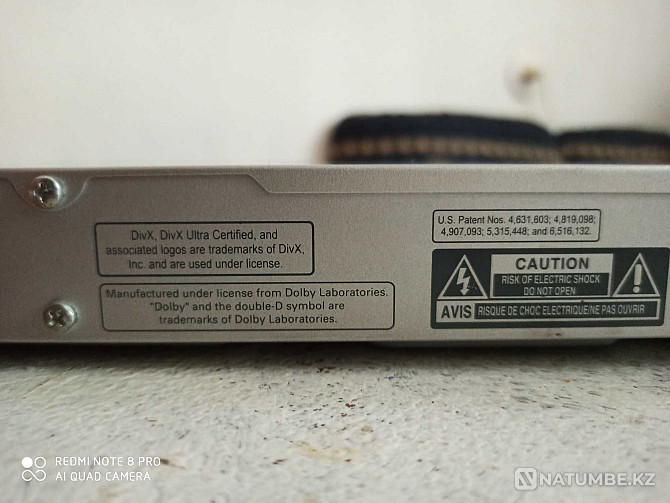 DivX, DivX Ultra Certified, and
associated logos are trademarks of DivX,
Inc. and are used under license.
Manufactured under license from Dolby Laboratories.
"Dolby" and the double-D symbol are
trademarks of Dolby Laboratories.
U.S. Patent Nos. 4,631,603; 4,819,098;
4,907,093; 5,315,448; and 6,516,132.
CAUTION
RISK OF ELECTRIC SHOCK
DO NOT OPEN
AVIS RISQUE DE CHOC ELECTRIQUE/NE PAS OUVRIR
REDMI NOTE 8 PRO
AI QUAD CAMERA
NATUMBE.KZ